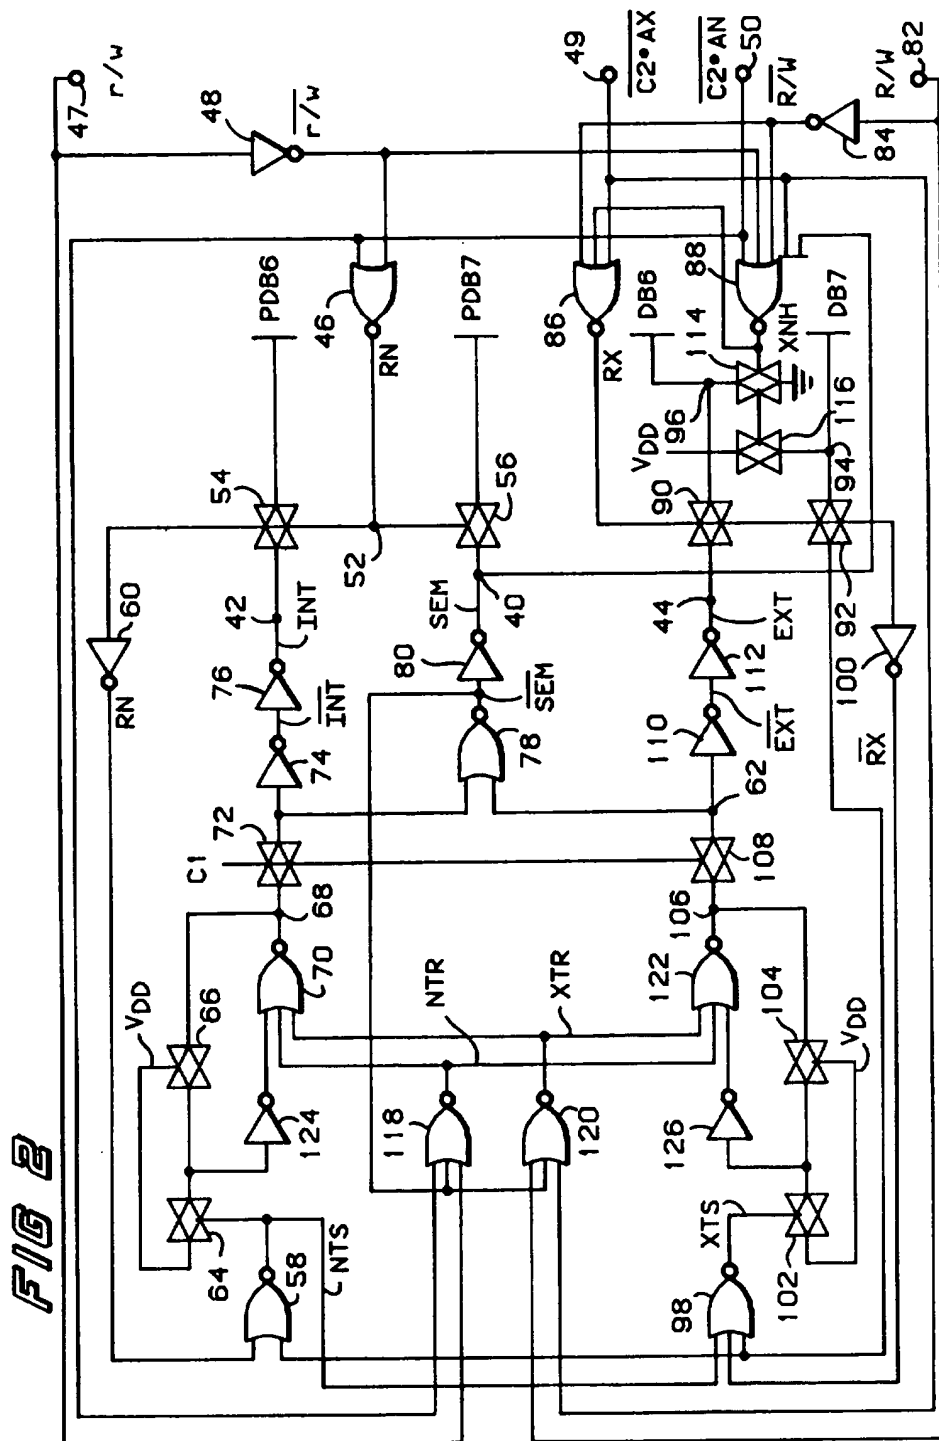 FIG 2
47
r/w
48
r/w
49
C2•AX
C2•AN
50
R/W
R/W
82
84
PDB6
46
RN
PDB7
86
RX
DB6
88
114
XNH
DB7
54
52
56
90
96
VDD
116
94
92
60
RN
42
INT
76
INT
74
SEM
40
80
SEM
78
44
EXT
112
EXT
110
100
RX
C1
72
62
108
68
70
106
122
VDD
66
NTR
XTR
104
VDD
124
118
120
126
64
58
NTS
XTS
98
102